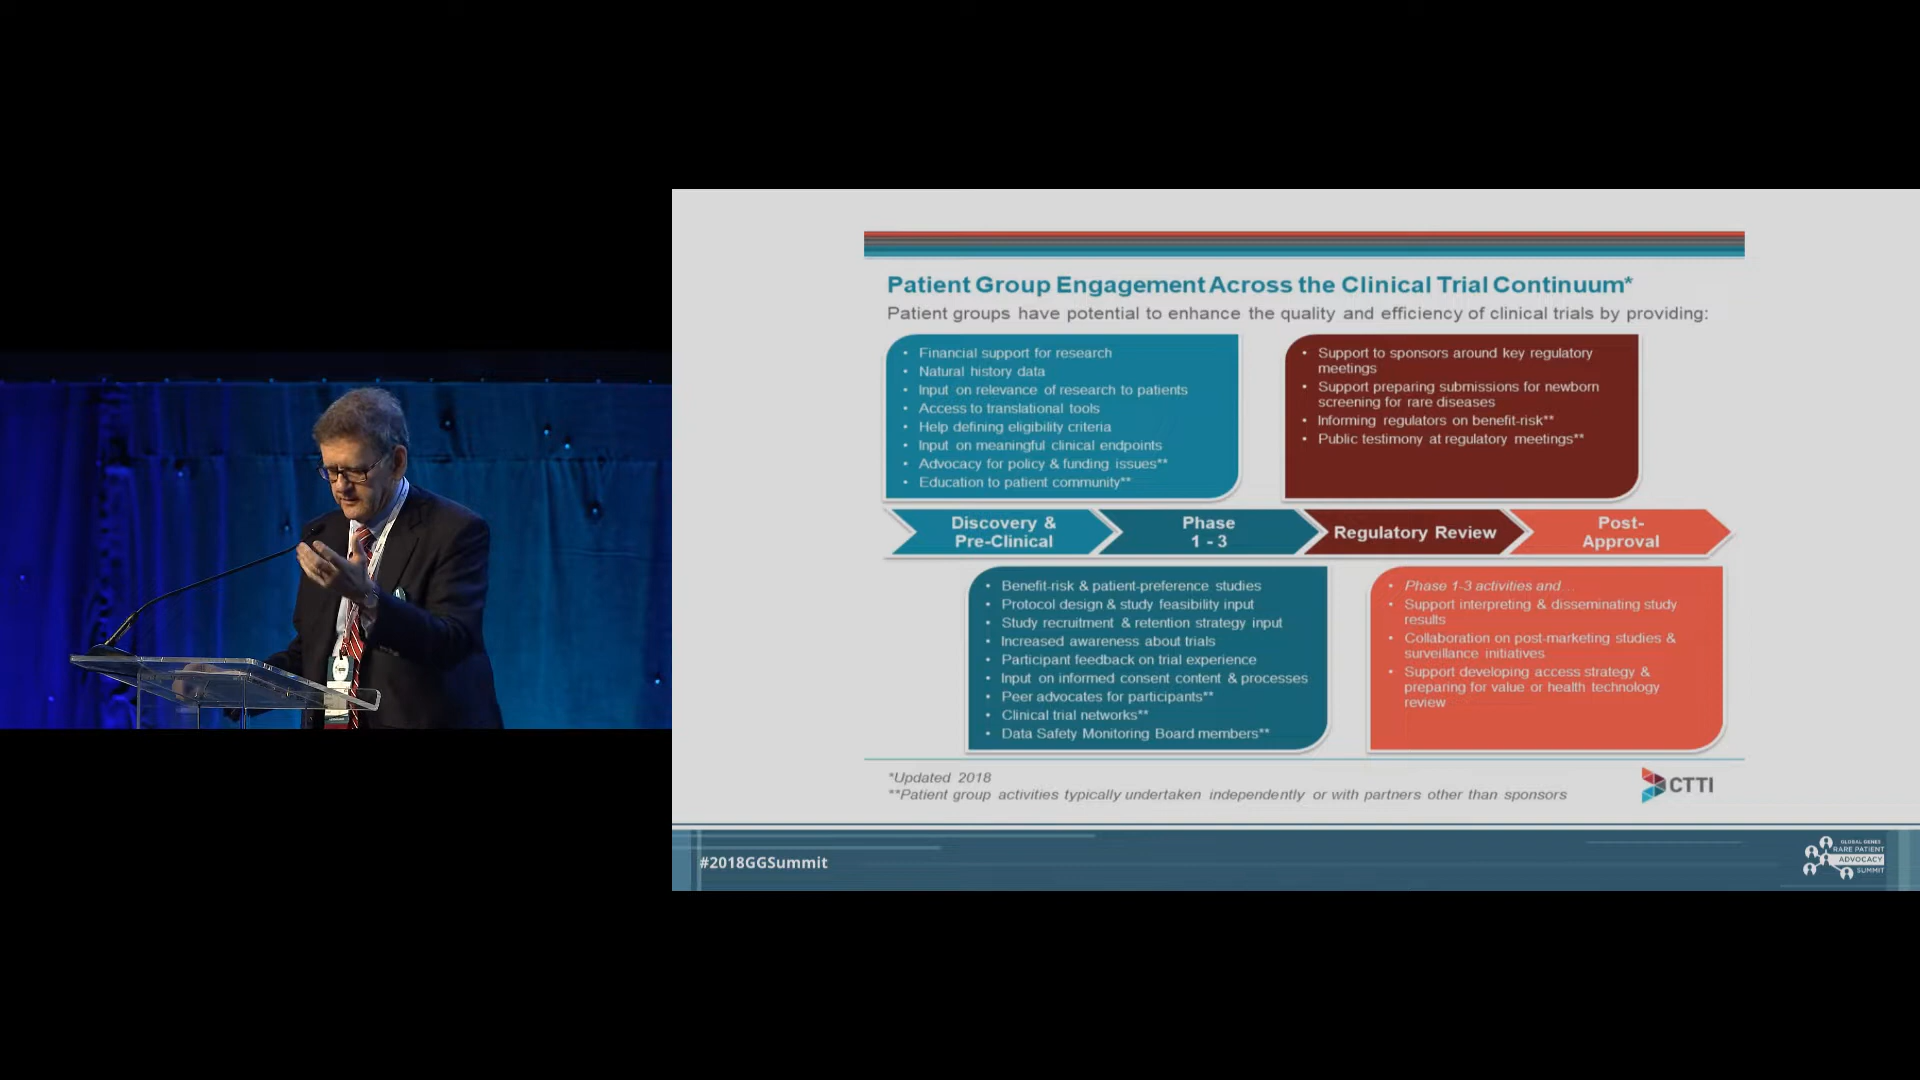 Patient Group Engagement Across the Clinical Trial Continuum*
Patient groups have potential to enhance the quality and efficiency of clinical trials by providing:
• Financial support for research
• Natural history data
• Input on relevance of research to patients
• Access to translational tools
• Help defining eligibility criteria
• Input on meaningful clinical endpoints
• Advocacy for policy & funding issues**
• Education to patient community**
• Support to sponsors around key regulatory
meetings
• Support preparing submissions for newborn
screening for rare diseases
• Informing regulators on benefit-risk**
• Public testimony at regulatory meetings**
Discovery &
Pre-Clinical
Phase
1 - 3
Regulatory Review
Post-
Approval
• Benefit-risk & patient-preference studies
• Protocol design & study feasibility input
• Study recruitment & retention strategy input
• Increased awareness about trials
• Participant feedback on trial experience
• Input on informed consent content & processes
• Peer advocates for participants**
• Clinical trial networks**
• Data Safety Monitoring Board members**
• Phase 1-3 activities and...
• Support interpreting & disseminating study
results
• Collaboration on post-marketing studies &
surveillance initiatives
• Support developing access strategy &
preparing for value or health technology
review
*Updated 2018
**Patient group activities typically undertaken independently or with partners other than sponsors
CTTI
#2018GGSummit
GLOBAL GENES
RARE PATIENT
ADVOCACY
SUMMIT